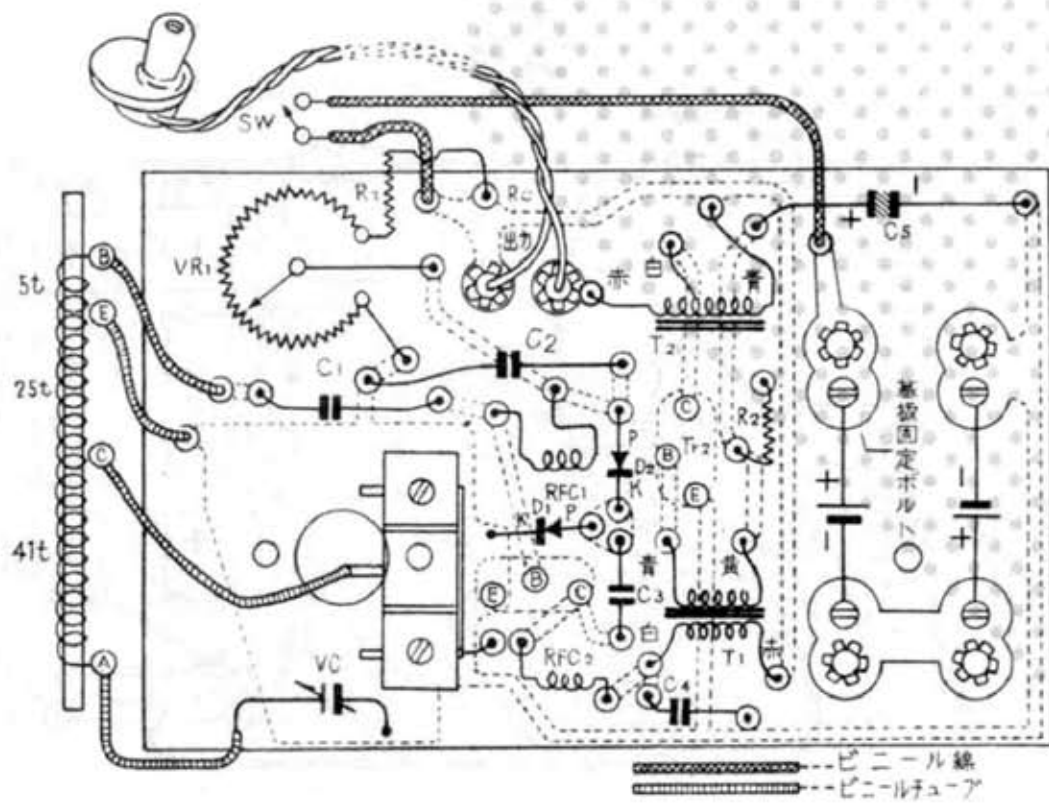 SW
R3
Rc
出力
白
赤
青
+
−
C5
VR1
T2
5t
B
E
C1
C2
25t
C
R2
C
Tr2
B
P
D2
K
E
基板固定ボルト
+
−
−
+
C
RFC1
D1
P
K
41t
青
黄
B
E
C
C3
白
RFC2
T1
赤
A
VC
C4
ビニール線
ビニールチューブ